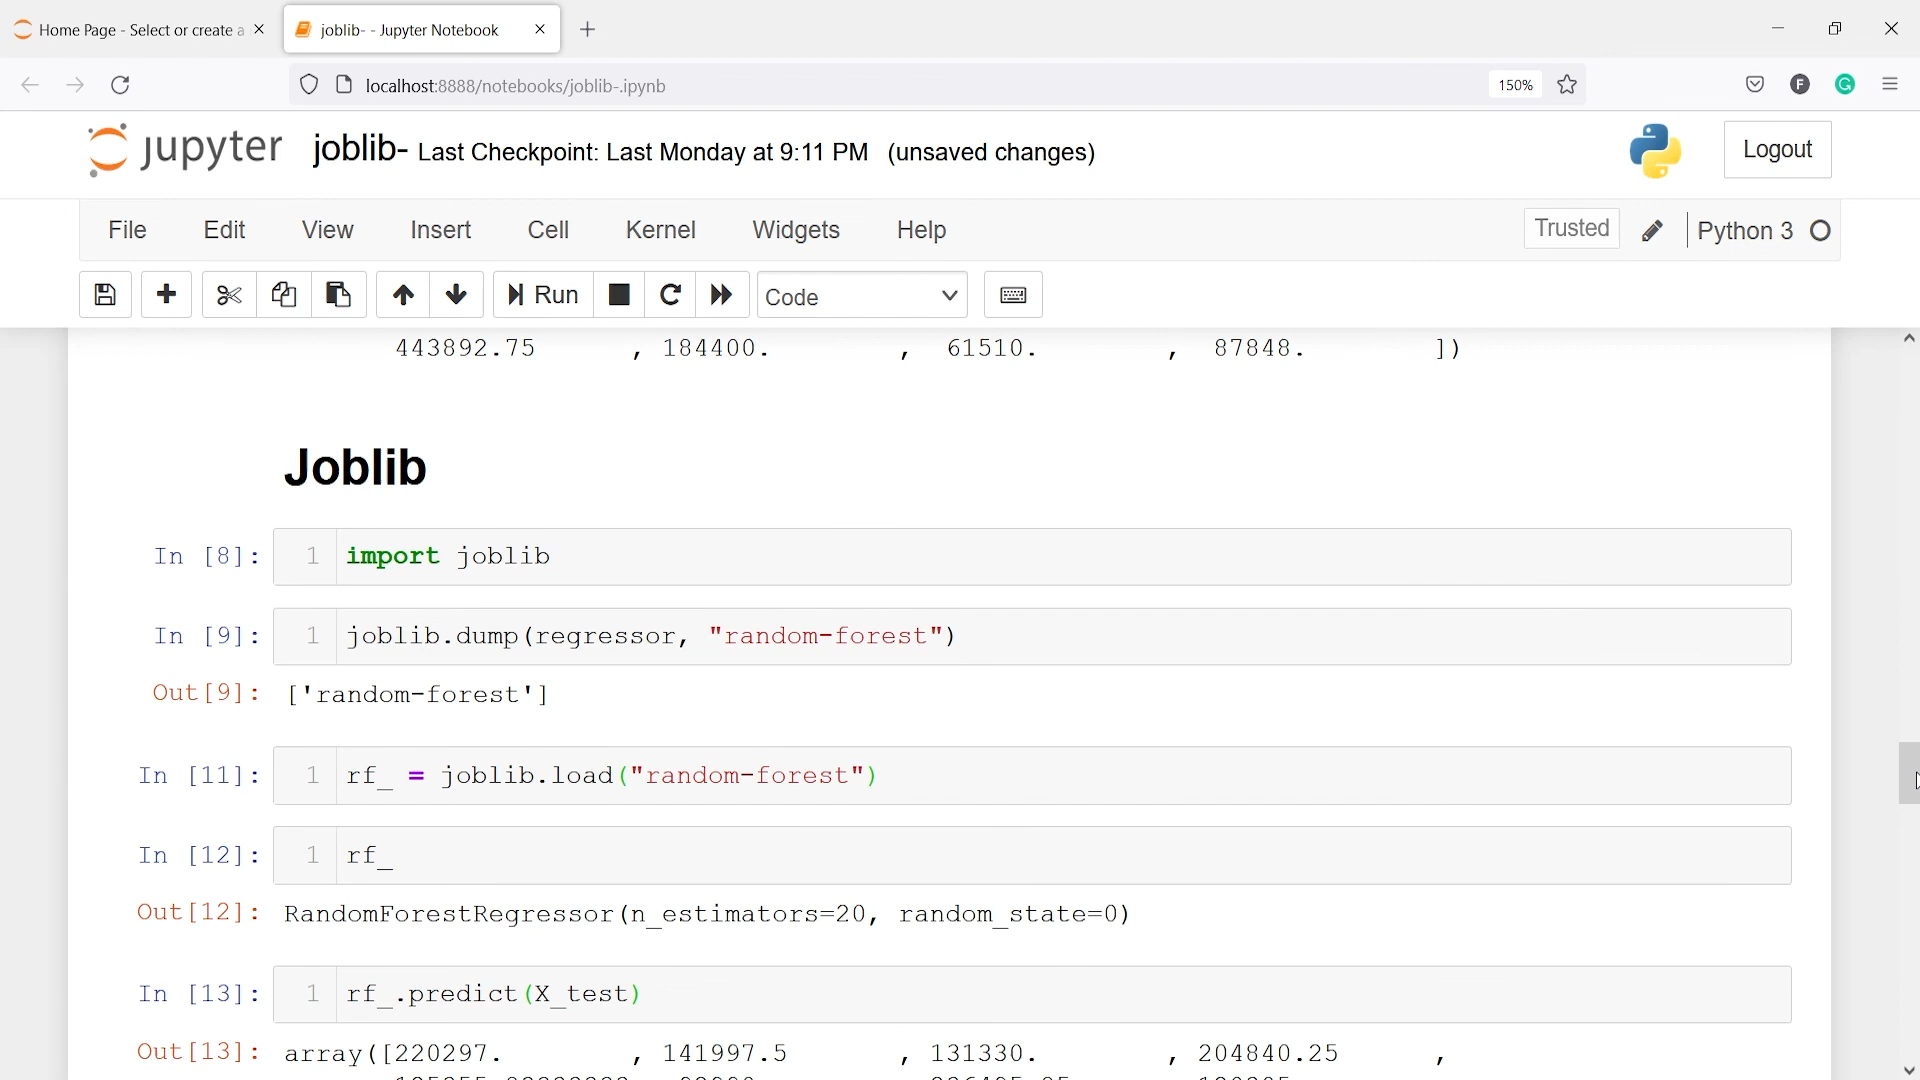 Home Page - Select or create a
joblib- - Jupyter Notebook
localhost:8888/notebooks/joblib-.ipynb
150%
F
G
jupyter joblib- Last Checkpoint: Last Monday at 9:11 PM (unsaved changes)
Logout
File Edit View Insert Cell Kernel Widgets Help
Trusted
Python 3
Run
Code
443892.75 , 184400. , 61510. , 87848. ])
Joblib
In [8]: 1 import joblib
In [9]: 1 joblib.dump(regressor, "random-forest")
Out[9]: ['random-forest']
In [11]: 1 rf_ = joblib.load("random-forest")
In [12]: 1 rf_
Out[12]: RandomForestRegressor(n_estimators=20, random_state=0)
In [13]: 1 rf_.predict(X_test)
Out[13]: array([220297. , 141997.5 , 131330. , 204840.25 ,